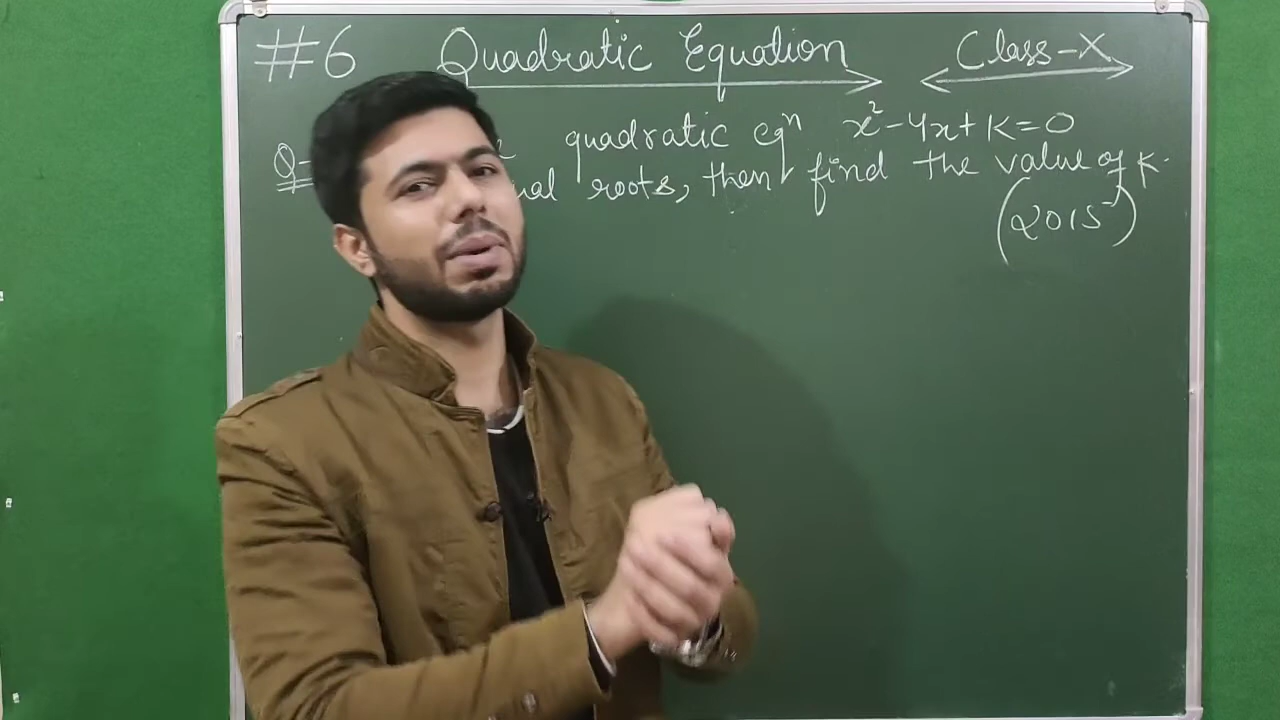 #6 Quadratic Equation Class-X
Q- quadratic eqⁿ x²-4x+K=0
roots, then find the value of K.
(2015)